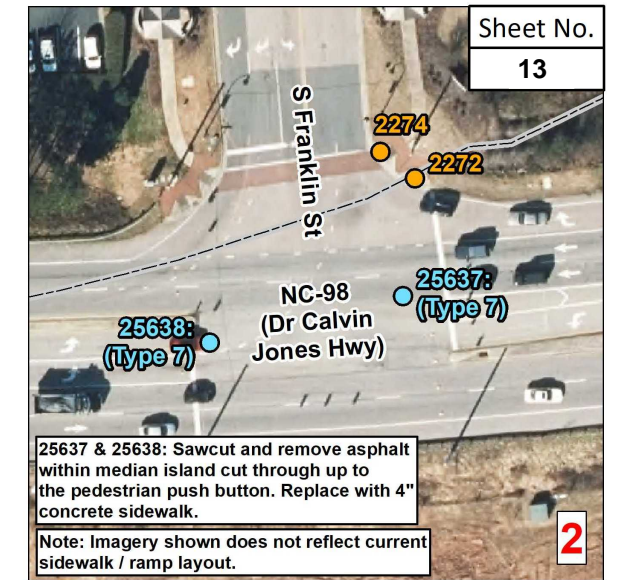 Sheet No.
13
S Franklin St
2274
2272
25637:
(Type 7)
NC-98
(Dr Calvin
Jones Hwy)
25638:
(Type 7)
25637 & 25638: Sawcut and remove asphalt
within median island cut through up to
the pedestrian push button. Replace with 4"
concrete sidewalk.
Note: Imagery shown does not reflect current
sidewalk / ramp layout.
2